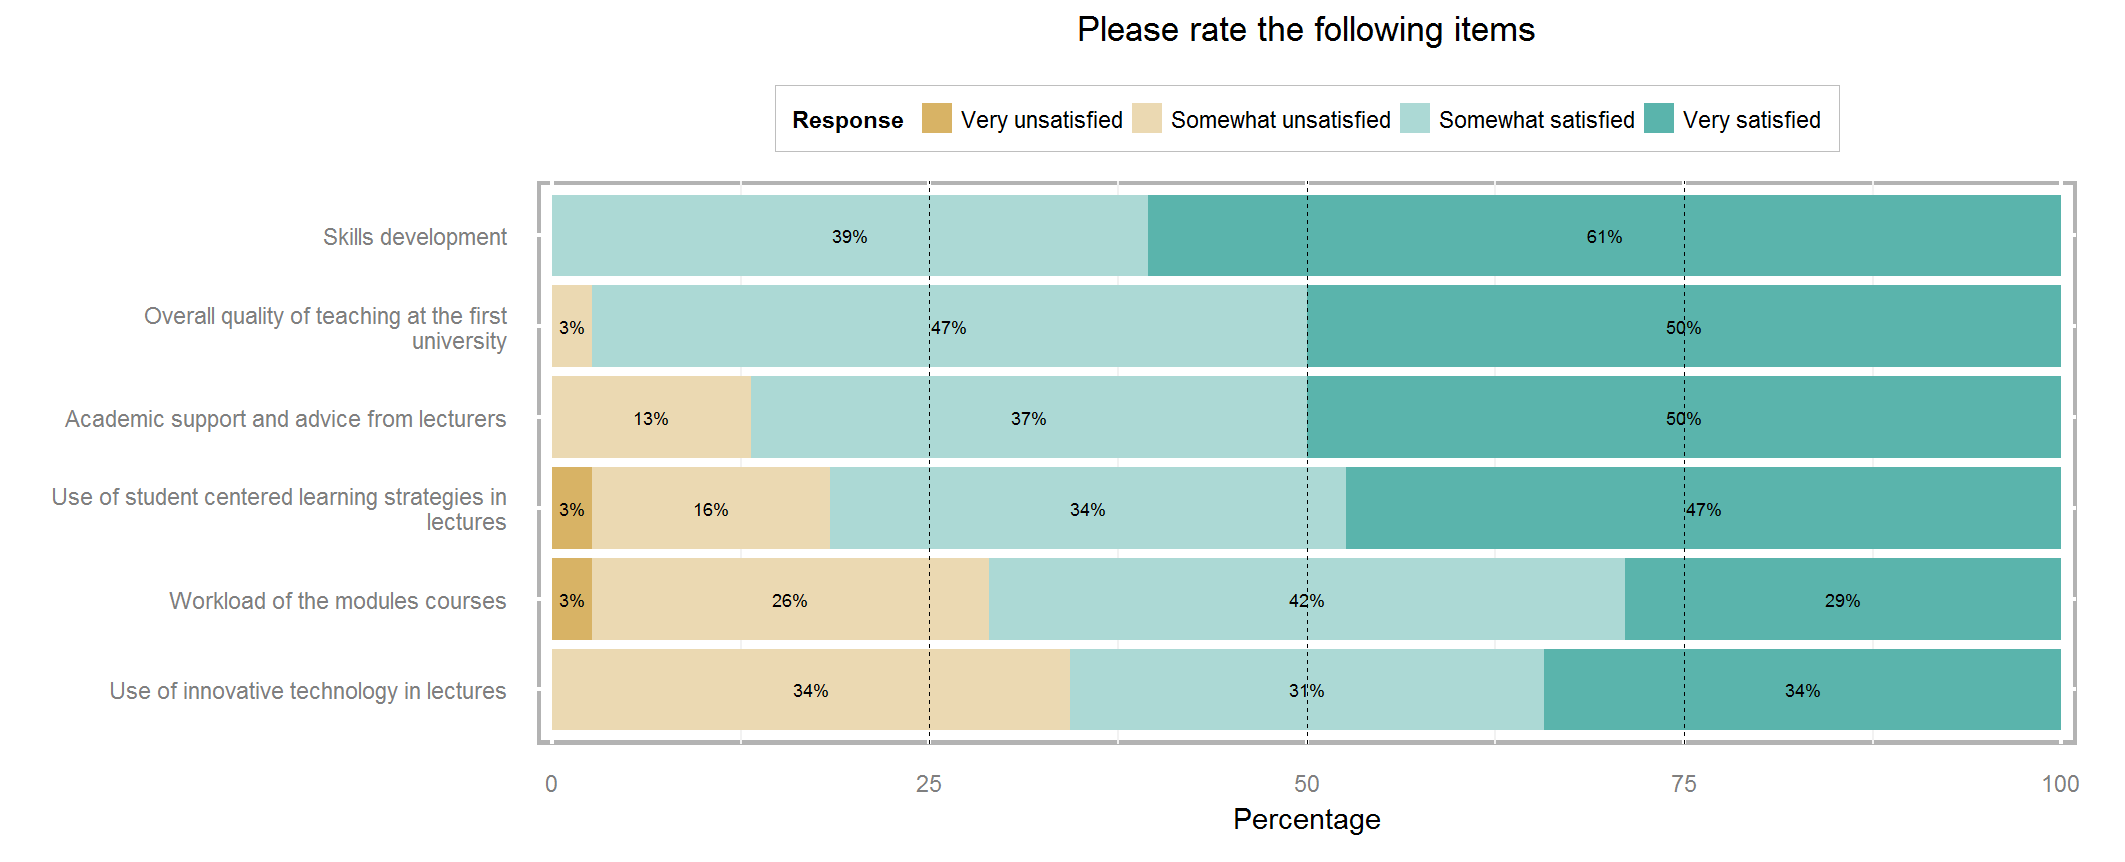 Please rate the following items
Response Very unsatisfied Somewhat unsatisfied Somewhat satisfied Very satisfied
Skills development 39% 61%
Overall quality of teaching at the first
university
3% 47% 50%
Academic support and advice from lecturers 13% 37% 50%
Use of student centered learning strategies in
lectures
3% 16% 34% 47%
Workload of the modules courses 3% 26% 42% 29%
Use of innovative technology in lectures 34% 31% 34%
0 25 50 75 100
Percentage